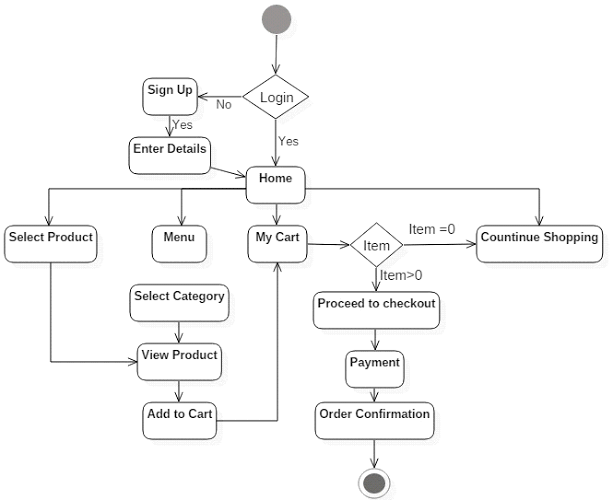 Login
Sign Up
No
Yes
Yes
Enter Details
Home
Select Product
Menu
My Cart
Item
Item =0
Countinue Shopping
Item>0
Select Category
Proceed to checkout
View Product
Payment
Add to Cart
Order Confirmation